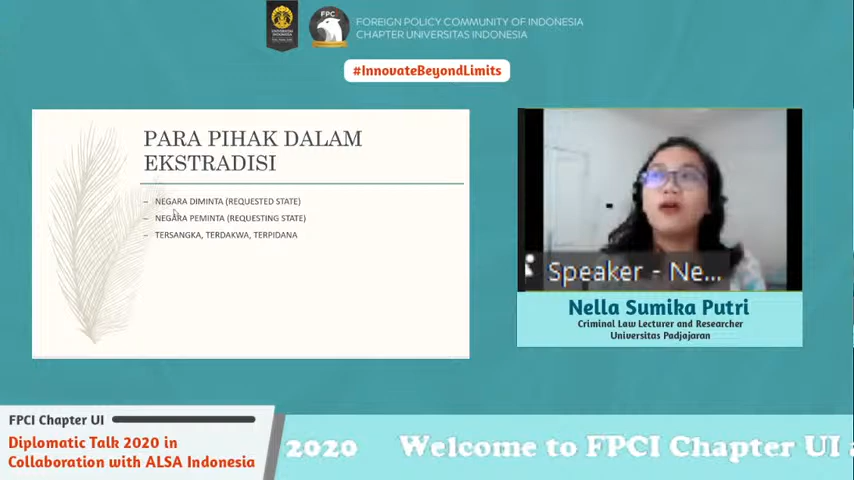 FPC
FOREIGN POLICY COMMUNITY OF INDONESIA
CHAPTER UNIVERSITAS INDONESIA
#InnovateBeyondLimits
PARA PIHAK DALAM
EKSTRADISI
– NEGARA DIMINTA (REQUESTED STATE)
– NEGARA PEMINTA (REQUESTING STATE)
– TERSANGKA, TERDAKWA, TERPIDANA
Speaker - Ne...
Nella Sumika Putri
Criminal Law Lecturer and Researcher
Universitas Padjajaran
FPCI Chapter UI
Diplomatic Talk 2020 in
Collaboration with ALSA Indonesia
2020 Welcome to FPCI Chapter UI